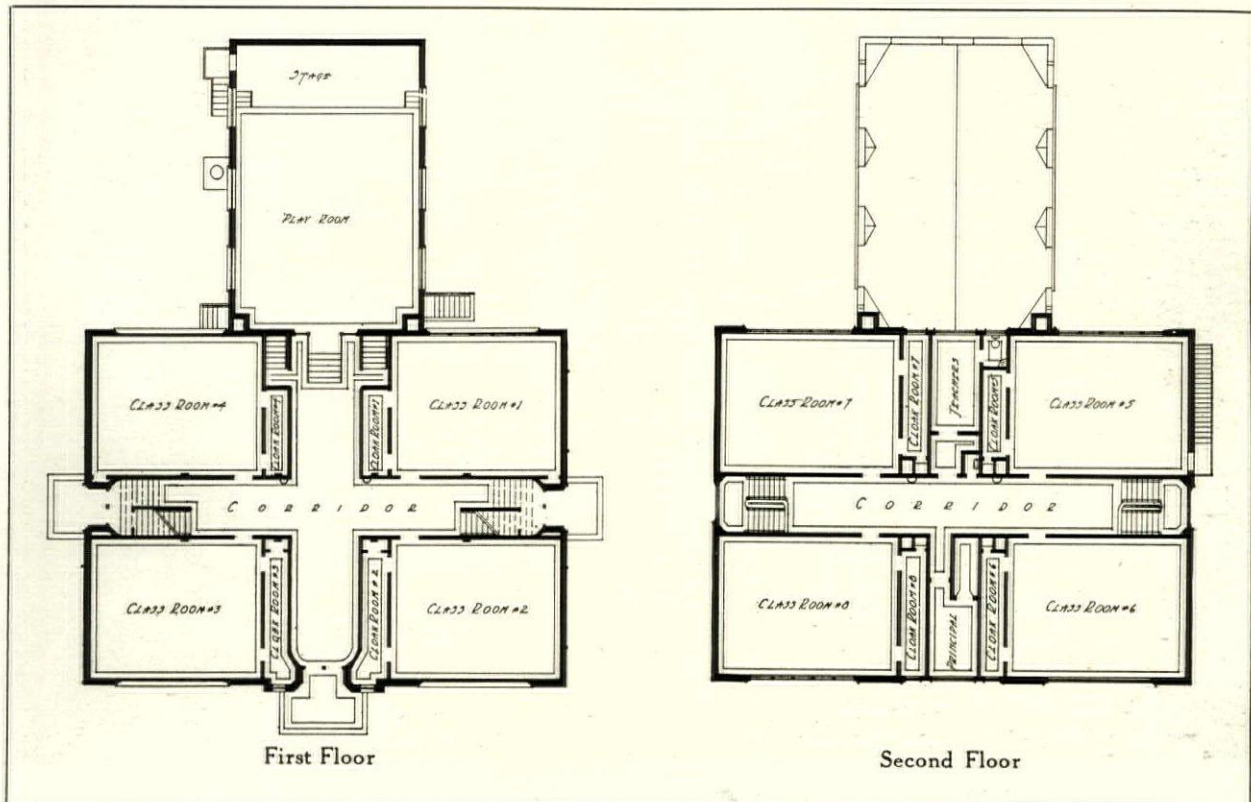 STAGE
PLAY ROOM
CLASS ROOM #4
CLOAK ROOM #4
CLOAK ROOM #1
CLASS ROOM #1
CORRIDOR
CLASS ROOM #3
CLOAK ROOM #3
CLOAK ROOM #2
CLASS ROOM #2
First Floor
CLASS ROOM #7
CLOAK ROOM #7
TEACHERS
CLOAK ROOM #5
CLASS ROOM #5
CORRIDOR
CLASS ROOM #8
CLOAK ROOM #8
PRINCIPAL
CLOAK ROOM #6
CLASS ROOM #6
Second Floor